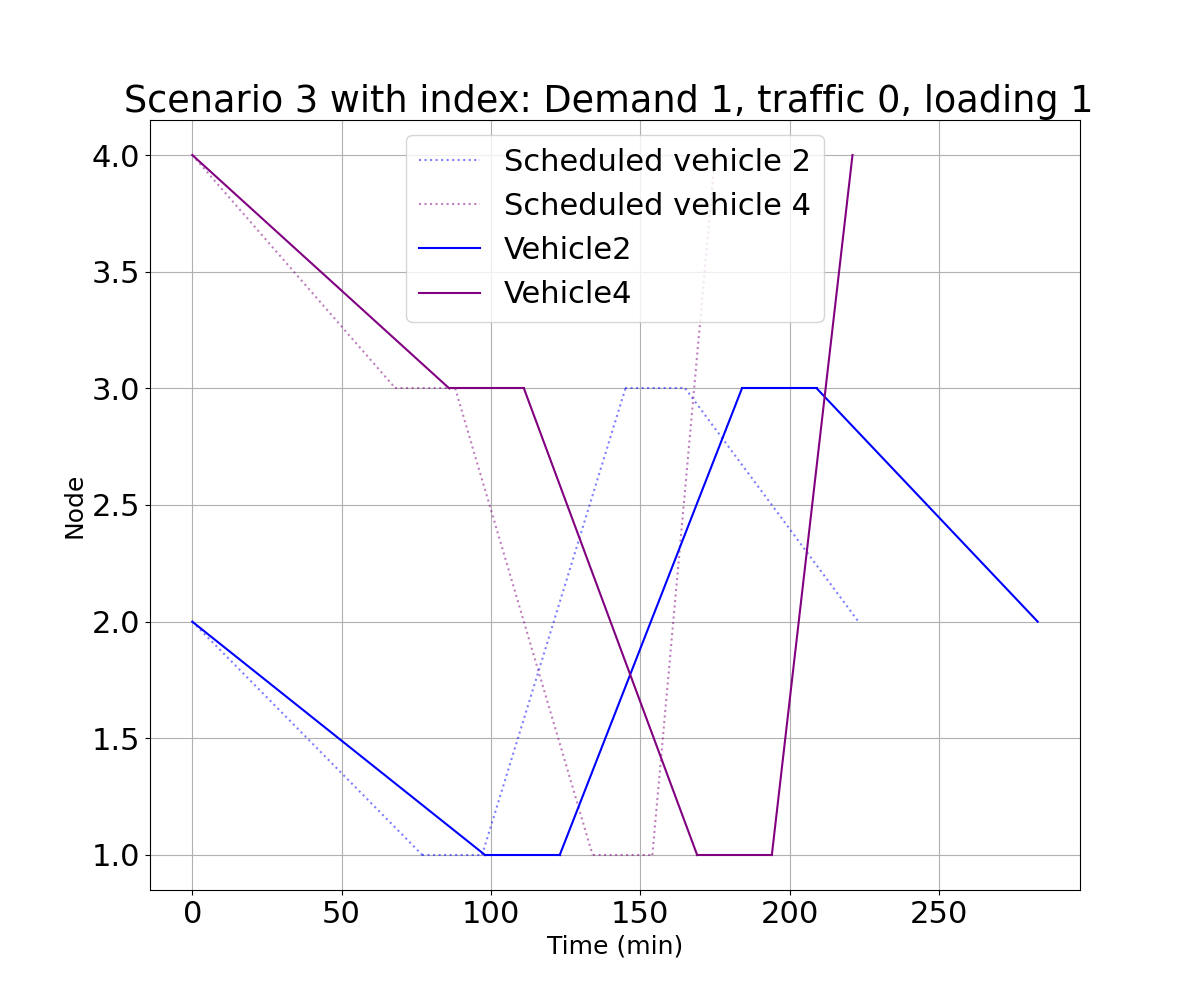 Scenario 3 with index: Demand 1, traffic 0, loading 1
Scheduled vehicle 2
Scheduled vehicle 4
Vehicle2
Vehicle4
4.0
3.5
3.0
2.5
2.0
1.5
1.0
Node
0 50 100 150 200 250
Time (min)